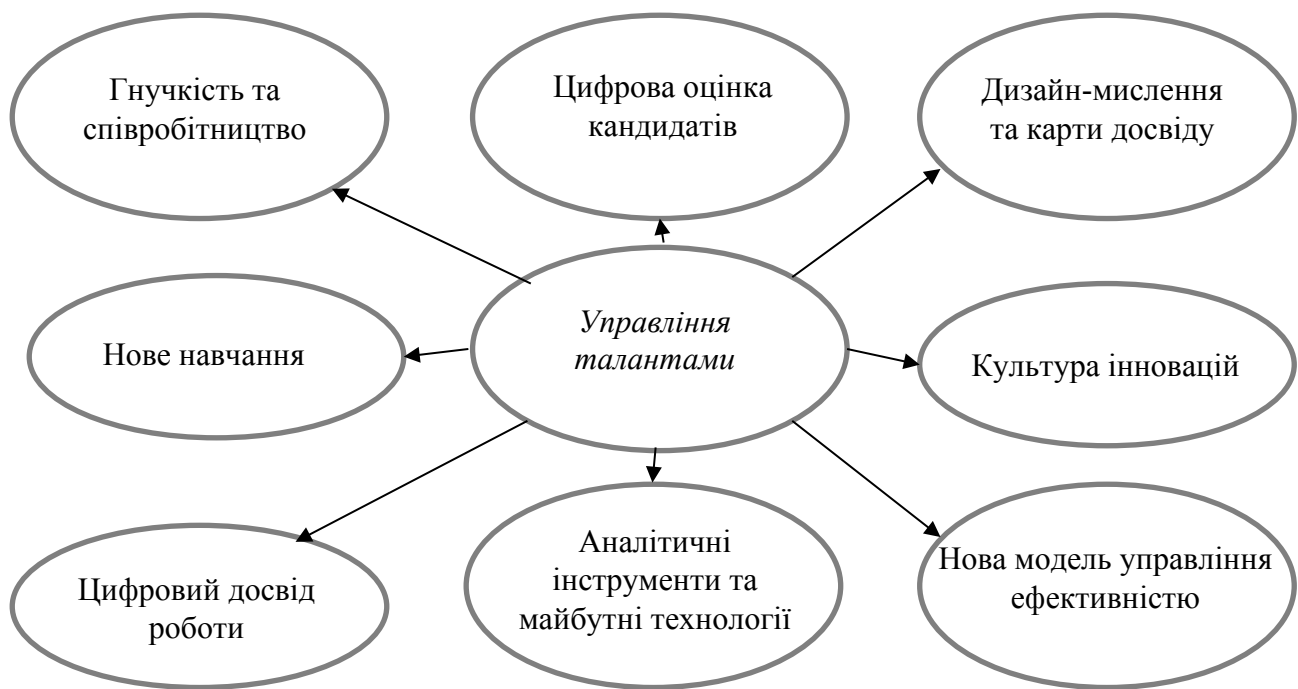 Гнучкість та
співробітництво
Цифрова оцінка
кандидатів
Дизайн-мислення
та карти досвіду
Нове навчання
Управління
талантами
Культура інновацій
Цифровий досвід
роботи
Аналітичні
інструменти та
майбутні технології
Нова модель управління
ефективністю